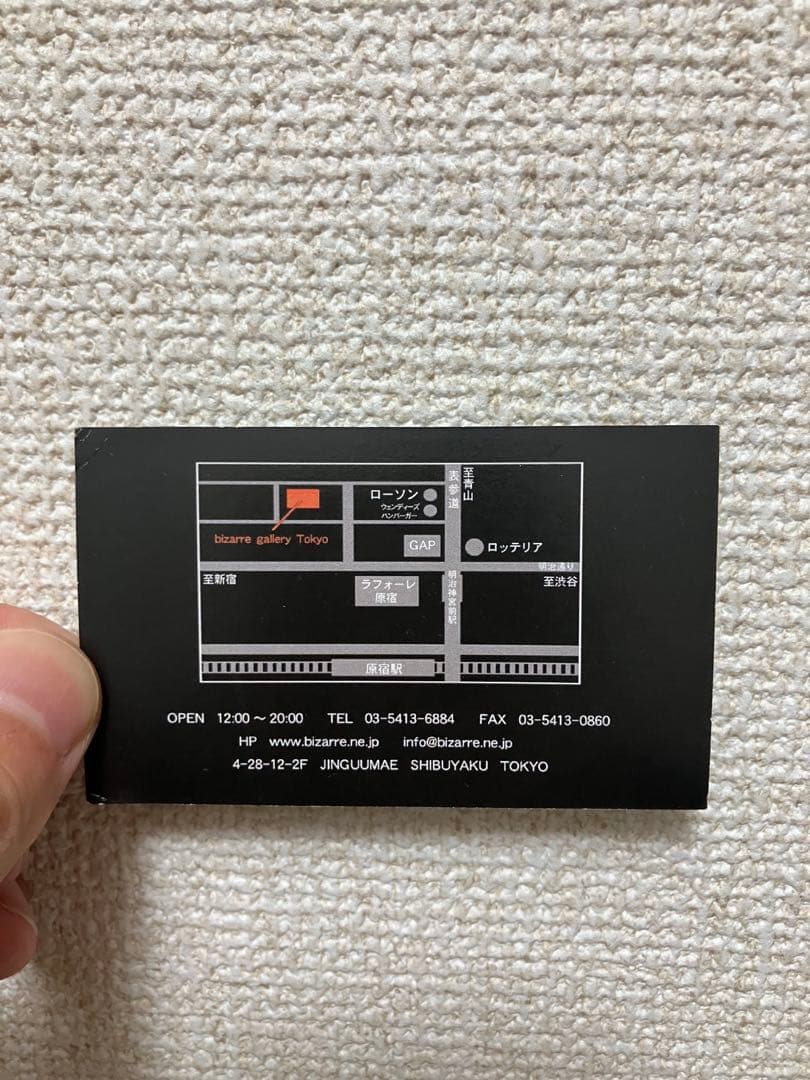 表参道
至青山
ローソン
ウェンディーズ
ハンバーガー
bizarre gallery Tokyo
GAP
ロッテリア
明治通り
至新宿
ラフォーレ
原宿
明治神宮前駅
至渋谷
原宿駅
OPEN 12:00～20:00 TEL 03-5413-6884 FAX 03-5413-0860
HP www.bizarre.ne.jp info@bizarre.ne.jp
4-28-12-2F JINGUUMAE SHIBUYAKU TOKYO